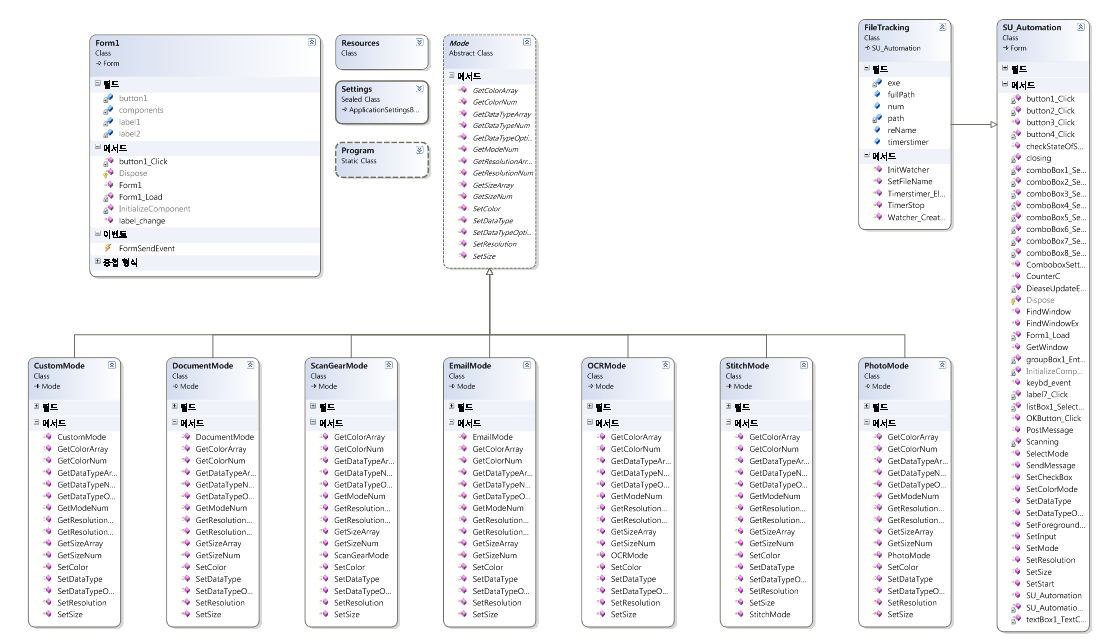 Form1
Class
→ Form
필드
button1
components
label1
label2
메서드
button1_Click
Dispose
Form1
Form1_Load
InitializeComponent
label_change
이벤트
FormSendEvent
중첩 형식
Resources
Class
Settings
Sealed Class
→ ApplicationSettingsB...
Program
Static Class
Mode
Abstract Class
메서드
GetColorArray
GetColorNum
GetDataTypeArray
GetDataTypeNum
GetDataTypeOpti...
GetModeNum
GetResolutionArr...
GetResolutionNum
GetSizeArray
GetSizeNum
SetColor
SetDataType
SetDataTypeOpti...
SetResolution
SetSize
FileTracking
Class
→ SU_Automation
필드
exe
fullPath
num
path
reName
timerstimer
메서드
InitWatcher
SetFileName
Timerstimer_El...
TimerStop
Watcher_Creat...
SU_Automation
Class
→ Form
필드
메서드
button1_Click
button2_Click
button3_Click
button4_Click
checkStateOfS...
closing
comboBox1_Se...
comboBox2_Se...
comboBox3_Se...
comboBox4_Se...
comboBox5_Se...
comboBox6_Se...
comboBox7_Se...
comboBox8_Se...
ComboboxSett...
CounterC
DieaseUpdateE...
Dispose
FindWindow
FindWindowEx
Form1_Load
GetWindow
groupBox1_Ent...
InitializeComp...
keybd_event
label7_Click
listBox1_Select...
OKButton_Click
PostMessage
Scanning
SelectMode
SendMessage
SetCheckBox
SetColorMode
SetDataType
SetDataTypeO...
SetForeground...
SetInput
SetMode
SetResolution
SetSize
SetStart
SU_Automation
SU_Automatio...
textBox1_TextC...
CustomMode
Class
→ Mode
필드
메서드
CustomMode
GetColorArray
GetColorNum
GetDataTypeAr...
GetDataTypeN...
GetDataTypeO...
GetModeNum
GetResolution...
GetResolution...
GetSizeArray
GetSizeNum
SetColor
SetDataType
SetDataTypeO...
SetResolution
SetSize
DocumentMode
Class
→ Mode
필드
메서드
DocumentMode
GetColorArray
GetColorNum
GetDataTypeAr...
GetDataTypeN...
GetDataTypeO...
GetModeNum
GetResolution...
GetResolution...
GetSizeArray
GetSizeNum
SetColor
SetDataType
SetDataTypeO...
SetResolution
SetSize
ScanGearMode
Class
→ Mode
필드
메서드
GetColorArray
GetColorNum
GetDataTypeAr...
GetDataTypeN...
GetDataTypeO...
GetModeNum
GetResolution...
GetResolution...
GetSizeArray
GetSizeNum
ScanGearMode
SetColor
SetDataType
SetDataTypeO...
SetResolution
SetSize
EmailMode
Class
→ Mode
필드
메서드
EmailMode
GetColorArray
GetColorNum
GetDataTypeAr...
GetDataTypeN...
GetDataTypeO...
GetModeNum
GetResolution...
GetResolution...
GetSizeArray
GetSizeNum
SetColor
SetDataType
SetDataTypeO...
SetResolution
SetSize
OCRMode
Class
→ Mode
필드
메서드
GetColorArray
GetColorNum
GetDataTypeAr...
GetDataTypeN...
GetDataTypeO...
GetModeNum
GetResolution...
GetResolution...
GetSizeArray
GetSizeNum
OCRMode
SetColor
SetDataType
SetDataTypeO...
SetResolution
SetSize
StitchMode
Class
→ Mode
필드
메서드
GetColorArray
GetColorNum
GetDataTypeAr...
GetDataTypeN...
GetDataTypeO...
GetModeNum
GetResolution...
GetResolution...
GetSizeArray
GetSizeNum
SetColor
SetDataType
SetDataTypeO...
SetResolution
SetSize
StitchMode
PhotoMode
Class
→ Mode
필드
메서드
GetColorArray
GetColorNum
GetDataTypeAr...
GetDataTypeN...
GetDataTypeO...
GetModeNum
GetResolution...
GetResolution...
GetSizeArray
GetSizeNum
PhotoMode
SetColor
SetDataType
SetDataTypeO...
SetResolution
SetSize